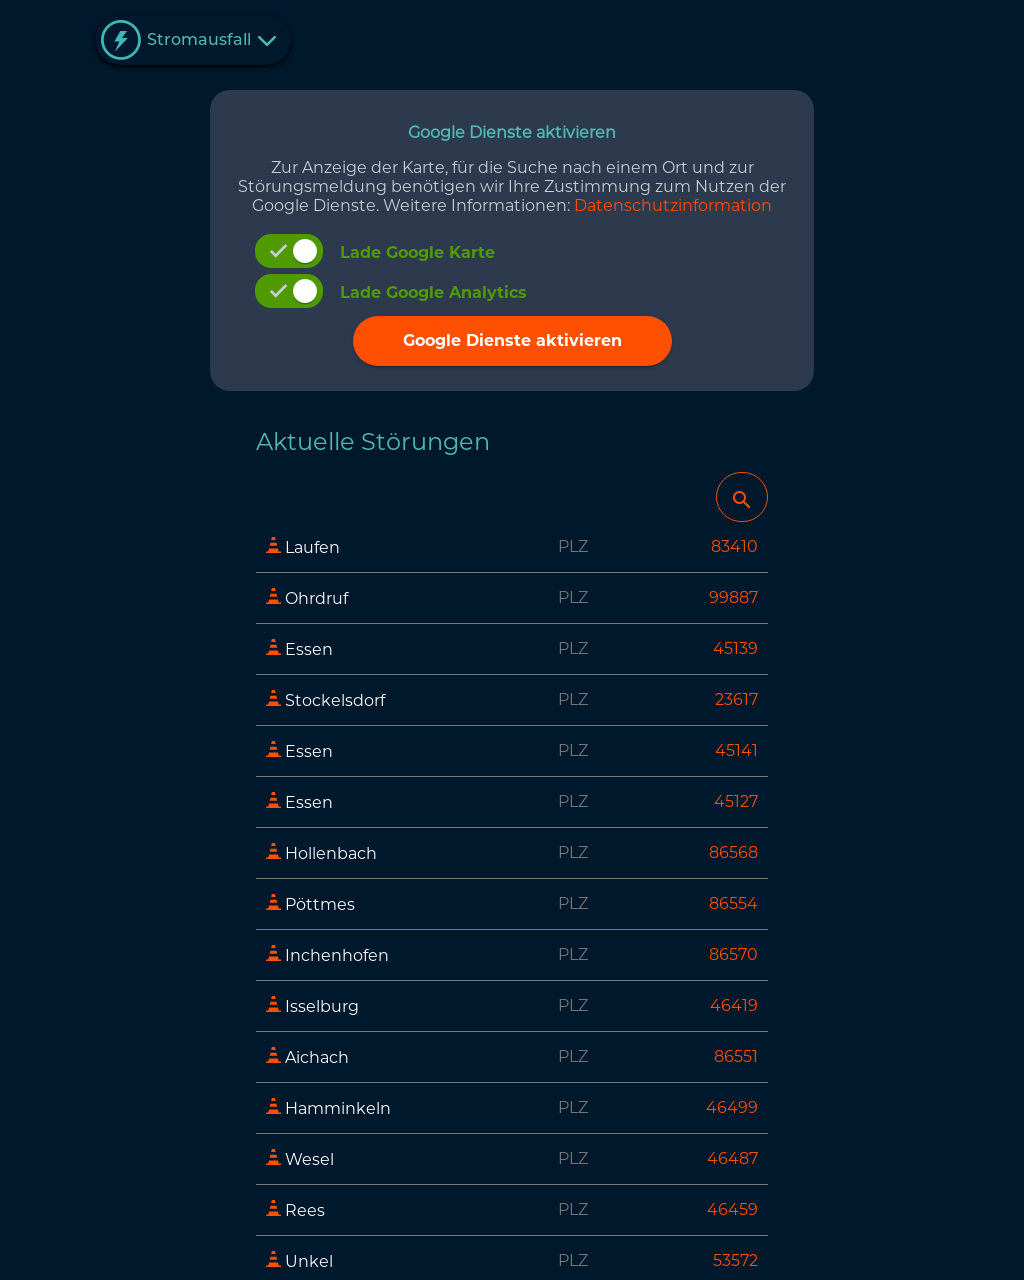 Stromausfall
Google Dienste aktivieren
Zur Anzeige der Karte, für die Suche nach einem Ort und zur
Störungsmeldung benötigen wir Ihre Zustimmung zum Nutzen der
Google Dienste. Weitere Informationen: Datenschutzinformation
Lade Google Karte
Lade Google Analytics
Google Dienste aktivieren
Aktuelle Störungen
Laufen PLZ 83410
Ohrdruf PLZ 99887
Essen PLZ 45139
Stockelsdorf PLZ 23617
Essen PLZ 45141
Essen PLZ 45127
Hollenbach PLZ 86568
Pöttmes PLZ 86554
Inchenhofen PLZ 86570
Isselburg PLZ 46419
Aichach PLZ 86551
Hamminkeln PLZ 46499
Wesel PLZ 46487
Rees PLZ 46459
Unkel PLZ 53572